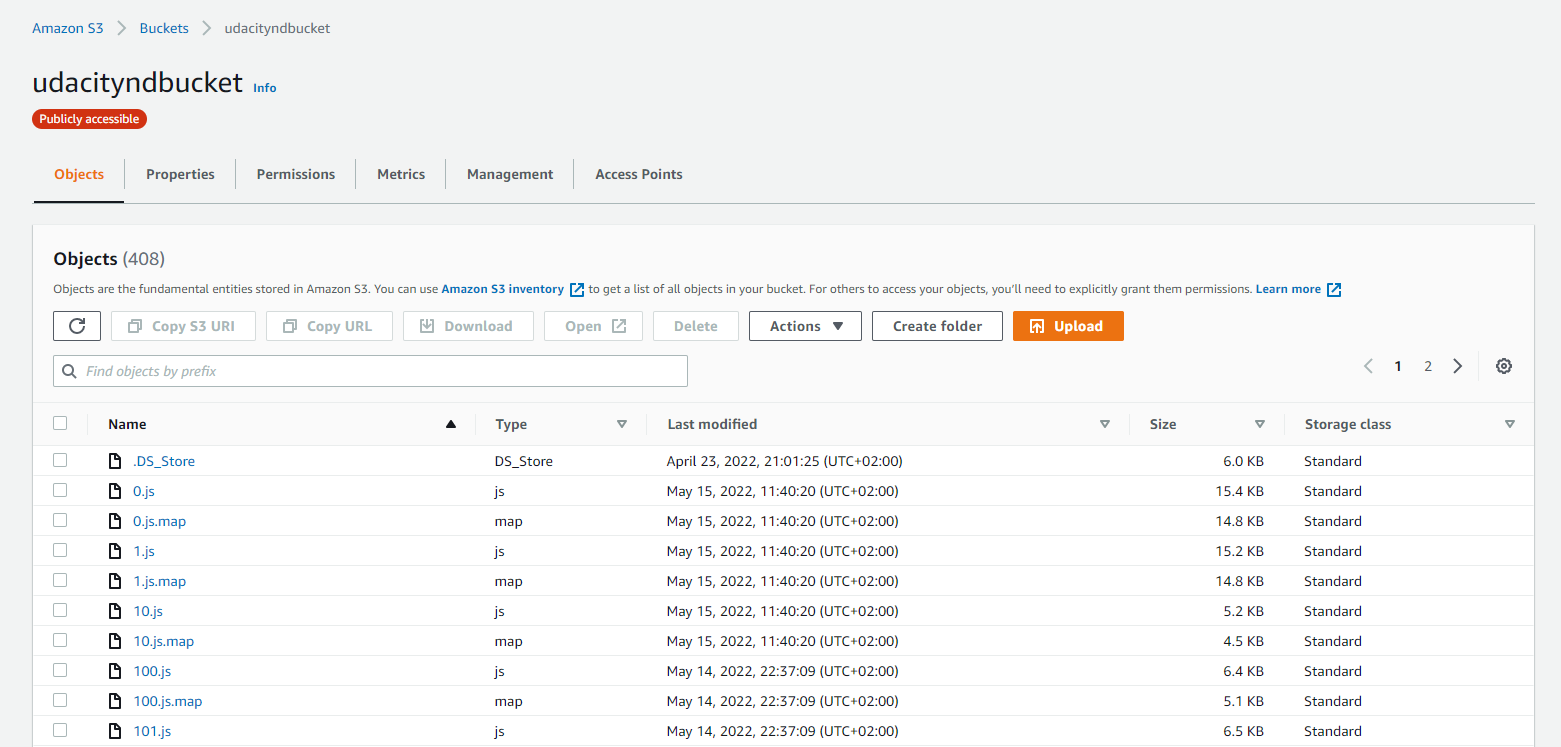 Amazon S3 Buckets udacityndbucket
udacityndbucket Info
Publicly accessible
Objects Properties Permissions Metrics Management Access Points
Objects (408)
Objects are the fundamental entities stored in Amazon S3. You can use Amazon S3 inventory to get a list of all objects in your bucket. For others to access your objects, you'll need to explicitly grant them permissions. Learn more
Copy S3 URI Copy URL Download Open Delete Actions Create folder Upload
Find objects by prefix 1 2
Name Type Last modified Size Storage class
.DS_Store DS_Store April 23, 2022, 21:01:25 (UTC+02:00) 6.0 KB Standard
0.js js May 15, 2022, 11:40:20 (UTC+02:00) 15.4 KB Standard
0.js.map map May 15, 2022, 11:40:20 (UTC+02:00) 14.8 KB Standard
1.js js May 15, 2022, 11:40:20 (UTC+02:00) 15.2 KB Standard
1.js.map map May 15, 2022, 11:40:20 (UTC+02:00) 14.8 KB Standard
10.js js May 15, 2022, 11:40:20 (UTC+02:00) 5.2 KB Standard
10.js.map map May 15, 2022, 11:40:20 (UTC+02:00) 4.5 KB Standard
100.js js May 14, 2022, 22:37:09 (UTC+02:00) 6.4 KB Standard
100.js.map map May 14, 2022, 22:37:09 (UTC+02:00) 5.1 KB Standard
101.js js May 14, 2022, 22:37:09 (UTC+02:00) 6.5 KB Standard